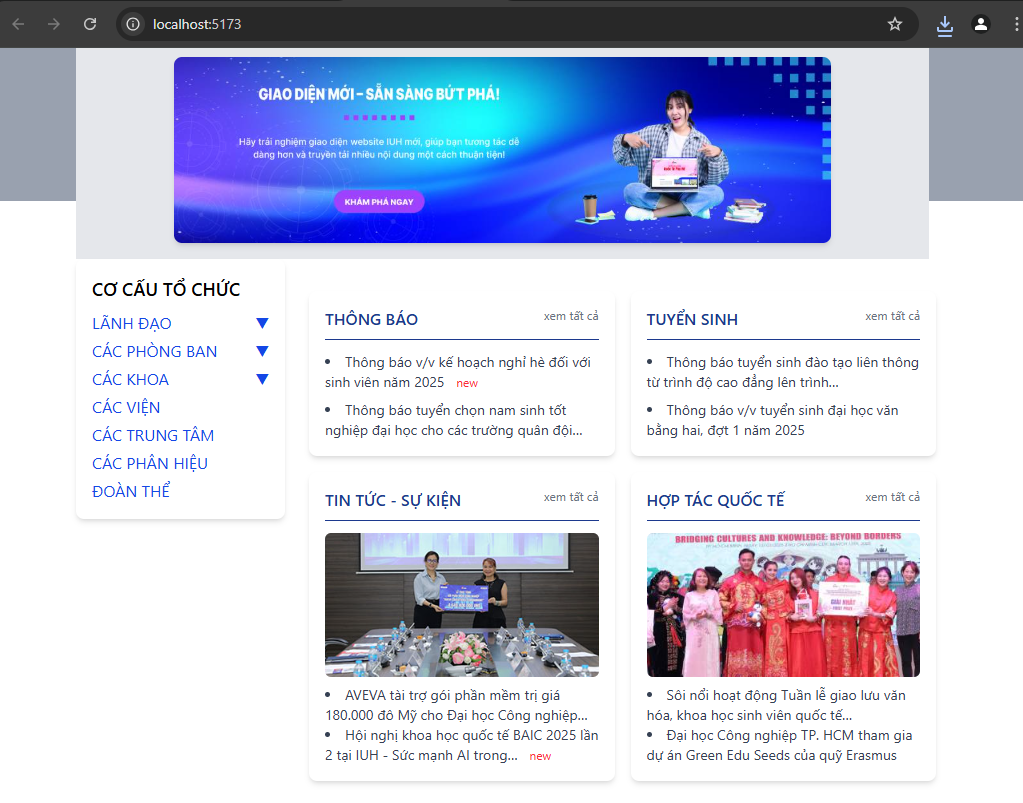 localhost:5173
GIAO DIỆN MỚI - SẴN SÀNG BỨT PHÁ!
Hãy trải nghiệm giao diện website IUH mới, giúp bạn tương tác dễ
dàng hơn và truyền tải nhiều nội dung một cách thuận tiện!
KHÁM PHÁ NGAY
CƠ CẤU TỔ CHỨC
LÃNH ĐẠO ▼
CÁC PHÒNG BAN ▼
CÁC KHOA ▼
CÁC VIỆN
CÁC TRUNG TÂM
CÁC PHÂN HIỆU
ĐOÀN THỂ
THÔNG BÁO xem tất cả
• Thông báo v/v kế hoạch nghỉ hè đối với
sinh viên năm 2025 new
• Thông báo tuyển chọn nam sinh tốt
nghiệp đại học cho các trường quân đội...
TUYỂN SINH xem tất cả
• Thông báo tuyển sinh đào tạo liên thông
từ trình độ cao đẳng lên trình...
• Thông báo v/v tuyển sinh đại học văn
bằng hai, đợt 1 năm 2025
TIN TỨC - SỰ KIỆN xem tất cả
• AVEVA tài trợ gói phần mềm trị giá
180.000 đô Mỹ cho Đại học Công nghiệp...
• Hội nghị khoa học quốc tế BAIC 2025 lần
2 tại IUH - Sức mạnh AI trong... new
HỢP TÁC QUỐC TẾ xem tất cả
BRIDGING CULTURES AND KNOWLEDGE: BEYOND BORDERS
GIẢI NHẤT
• Sôi nổi hoạt động Tuần lễ giao lưu văn
hóa, khoa học sinh viên quốc tế...
• Đại học Công nghiệp TP. HCM tham gia
dự án Green Edu Seeds của quỹ Erasmus